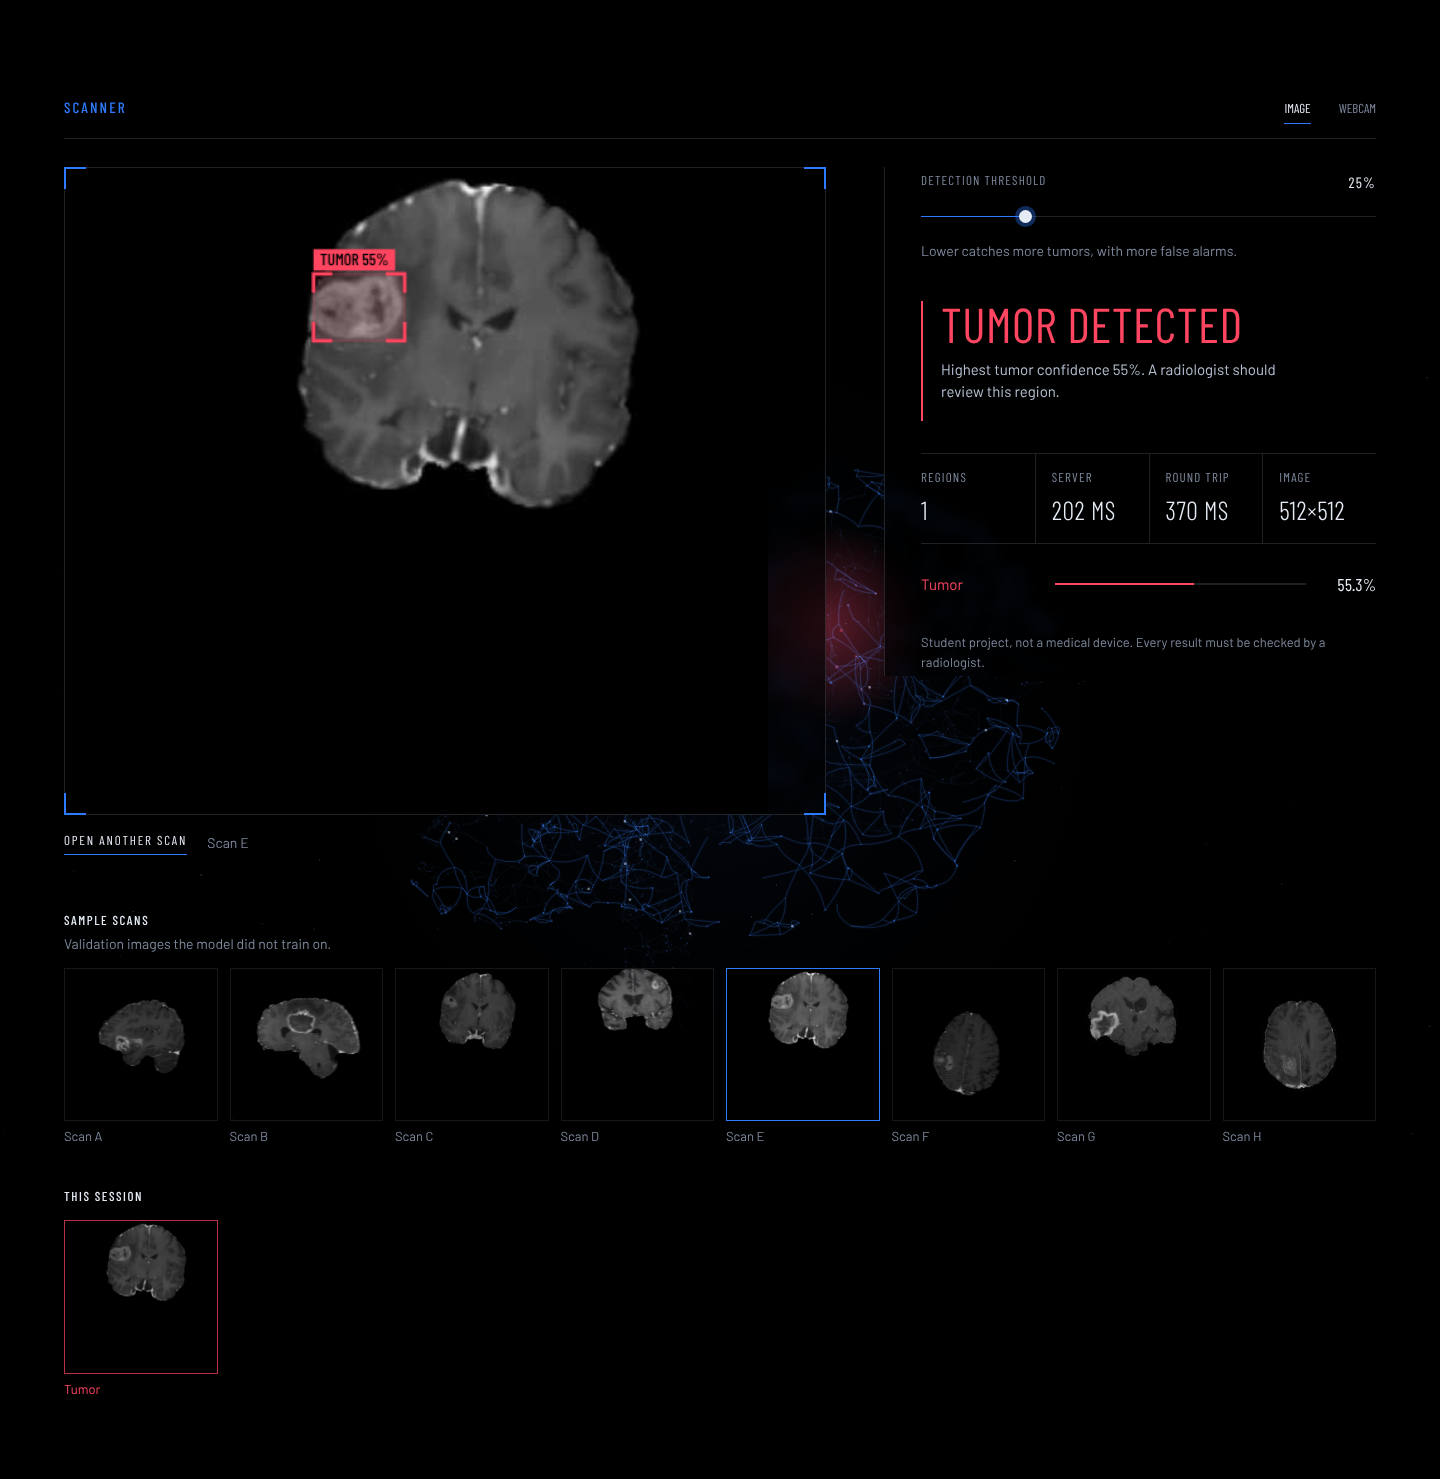 SCANNER
IMAGE
WEBCAM
TUMOR 55%
DETECTION THRESHOLD
25%
Lower catches more tumors, with more false alarms.
TUMOR DETECTED
Highest tumor confidence 55%. A radiologist should
review this region.
REGIONS
1
SERVER
202 MS
ROUND TRIP
370 MS
IMAGE
512×512
Tumor
55.3%
Student project, not a medical device. Every result must be checked by a
radiologist.
OPEN ANOTHER SCAN
Scan E
SAMPLE SCANS
Validation images the model did not train on.
Scan A
Scan B
Scan C
Scan D
Scan E
Scan F
Scan G
Scan H
THIS SESSION
Tumor